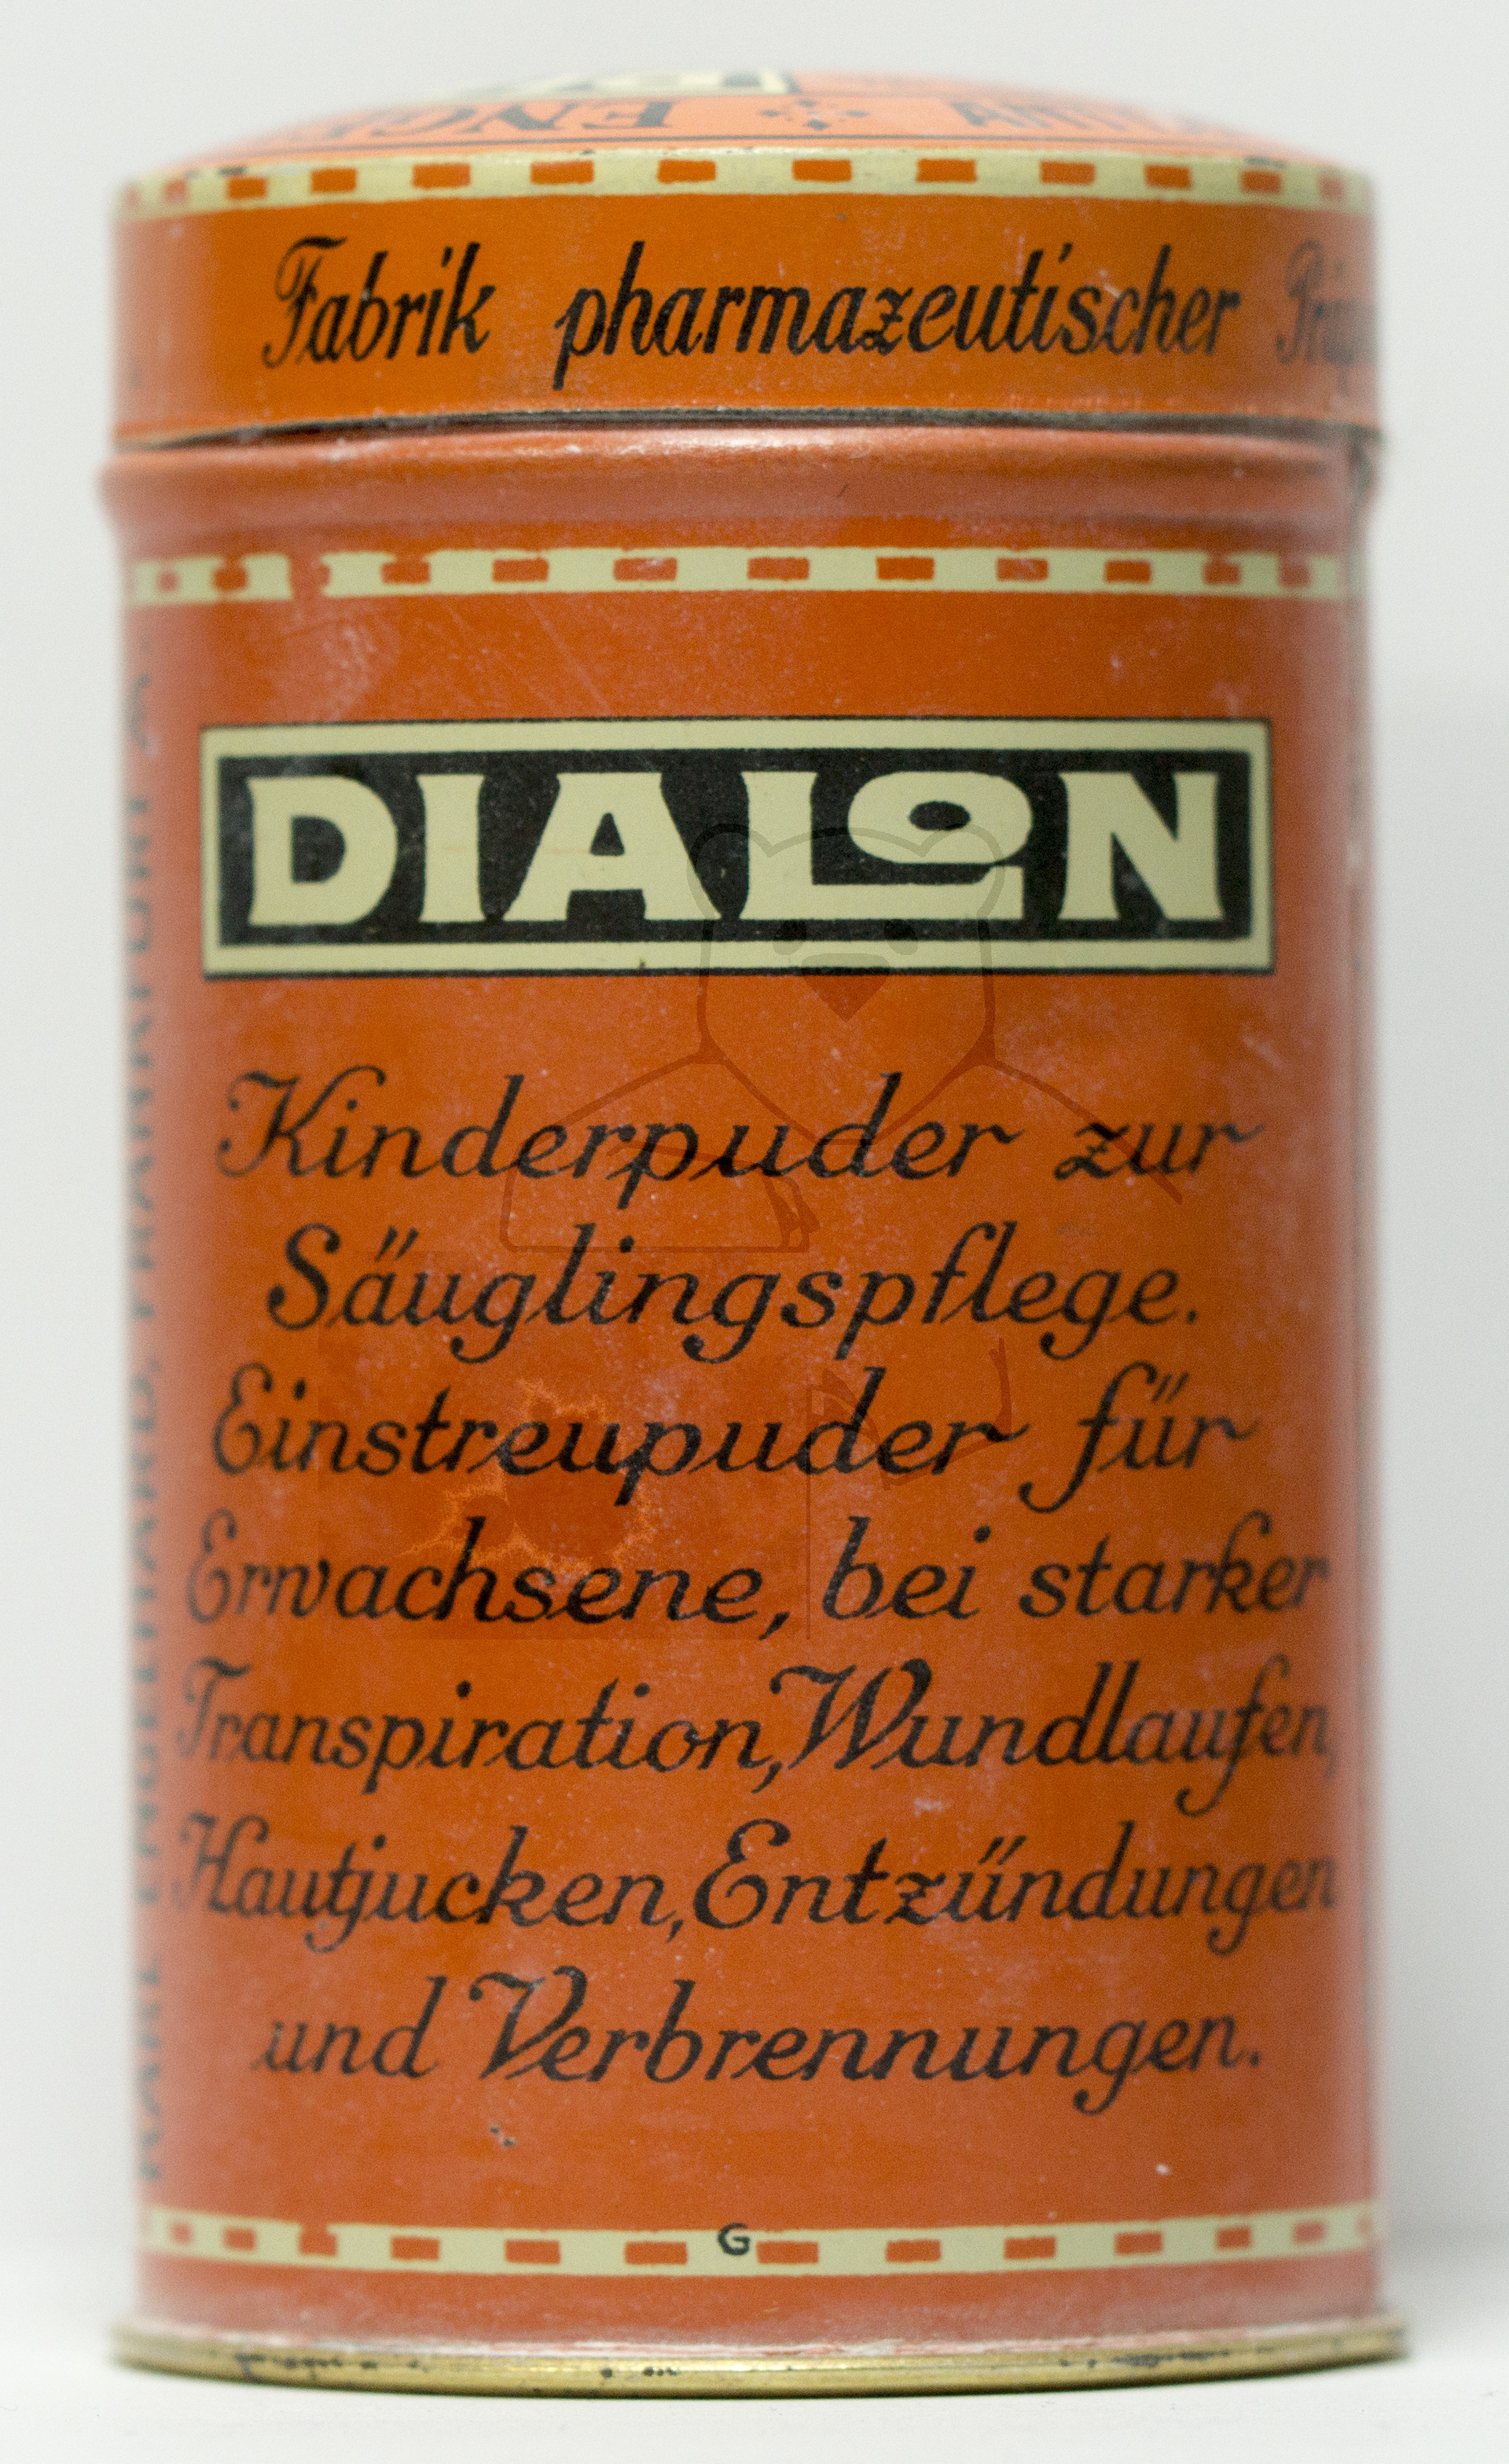 Fabrik pharmazeutischer
DIALON
Kinderpuder zur
Säuglingspflege.
Einstreupuder für
Erwachsene, bei starker
Transpiration, Wundlaufen,
Hautjucken, Entzündungen
und Verbrennungen.
G